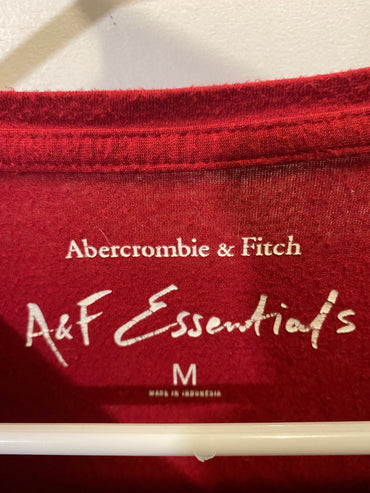 Abercrombie & Fitch
A&F Essentials
M
MADE IN INDONESIA